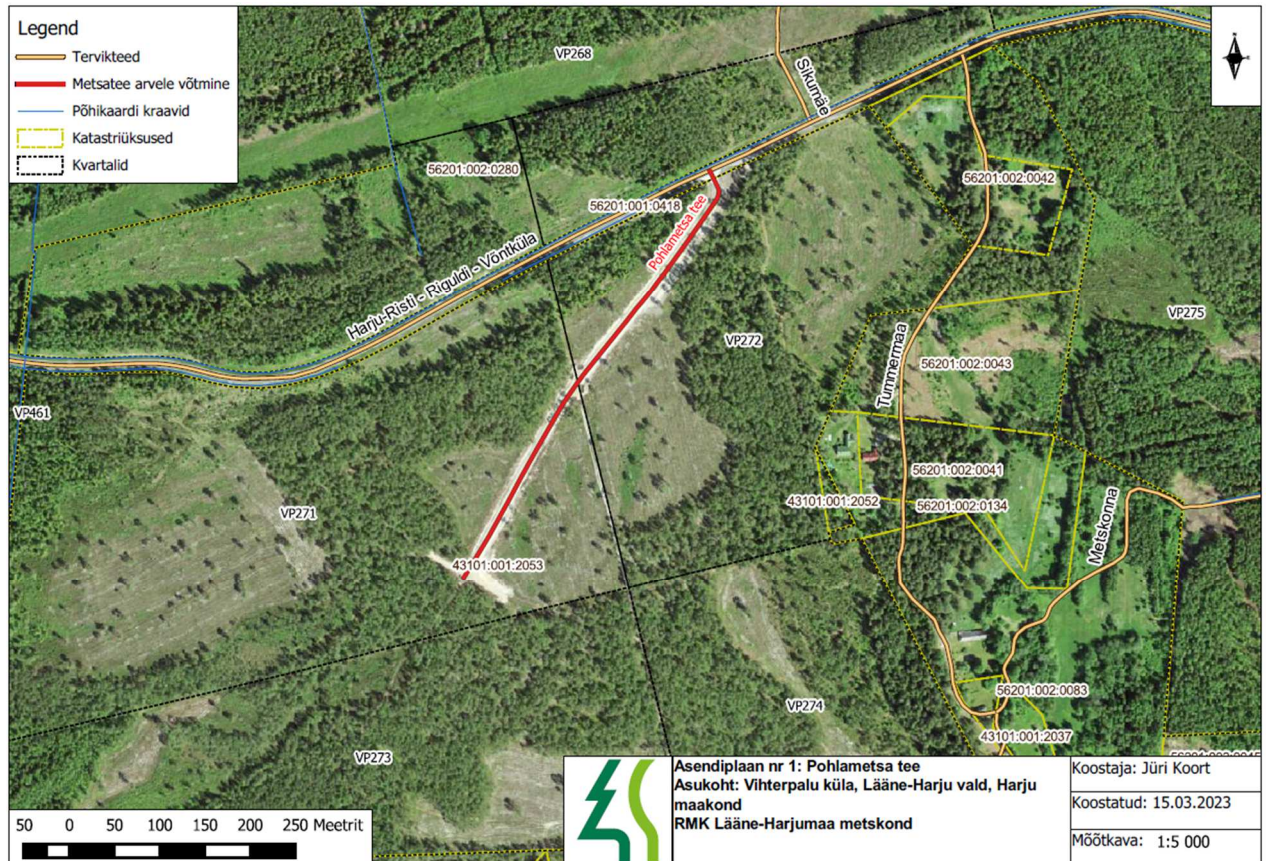 Legend
Tervikteed
Metsatee arvele võtmine
Põhikaardi kraavid
Katastriüksused
Kvartalid
VP268
Sikumäe
56201:002:0280
56201:002:0042
56201:001:0418
Pohlametsa tee
Harju-Risti - Riguldi - Võntküla
VP272
VP275
Tummermaa
56201:002:0043
VP461
56201:002:0041
43101:001:2052
56201:002:0134
Metskonna
VP271
43101:001:2053
56201:002:0083
VP274
43101:001:2037
VP273
50 0 50 100 150 200 250 Meetrit
Asendiplaan nr 1: Pohlametsa tee
Asukoht: Vihterpalu küla, Lääne-Harju vald, Harju
maakond
RMK Lääne-Harjumaa metskond
Koostaja: Jüri Koort
Koostatud: 15.03.2023
Mõõtkava: 1:5 000